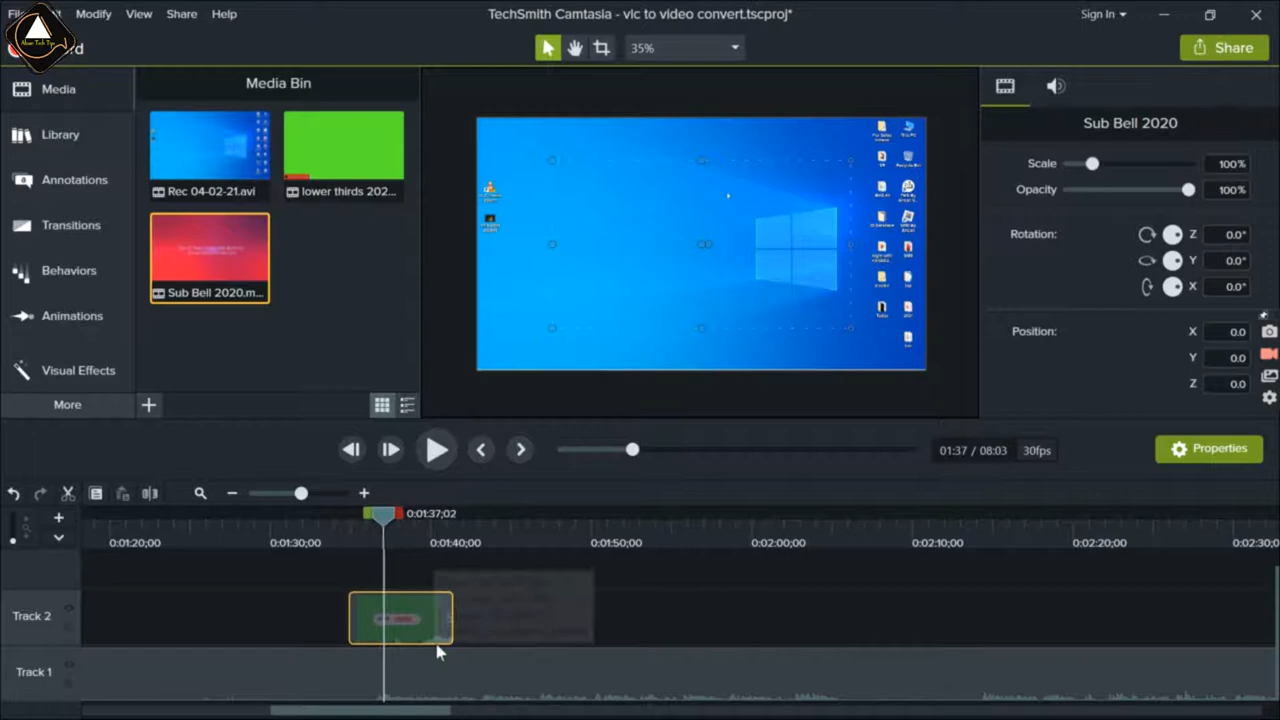 Modify View Share Help
TechSmith Camtasia - vlc to video convert.tscproj*
Sign In
35%
Share
Media
Library
Annotations
Transitions
Behaviors
Animations
Visual Effects
More
Media Bin
Rec 04-02-21.avi
lower thirds 202...
Sub Bell 2020.m...
Sub Bell 2020
Scale 100%
Opacity 100%
Rotation: Z 0.0°
Y 0.0°
X 0.0°
Position: X 0.0
Y 0.0
Z 0.0
01:37 / 08:03 30fps
Properties
0:01:37;02
0:01:20;00 0:01:30;00 0:01:40;00 0:01:50;00 0:02:00;00 0:02:10;00 0:02:20;00 0:02:30;0
Track 2
Track 1